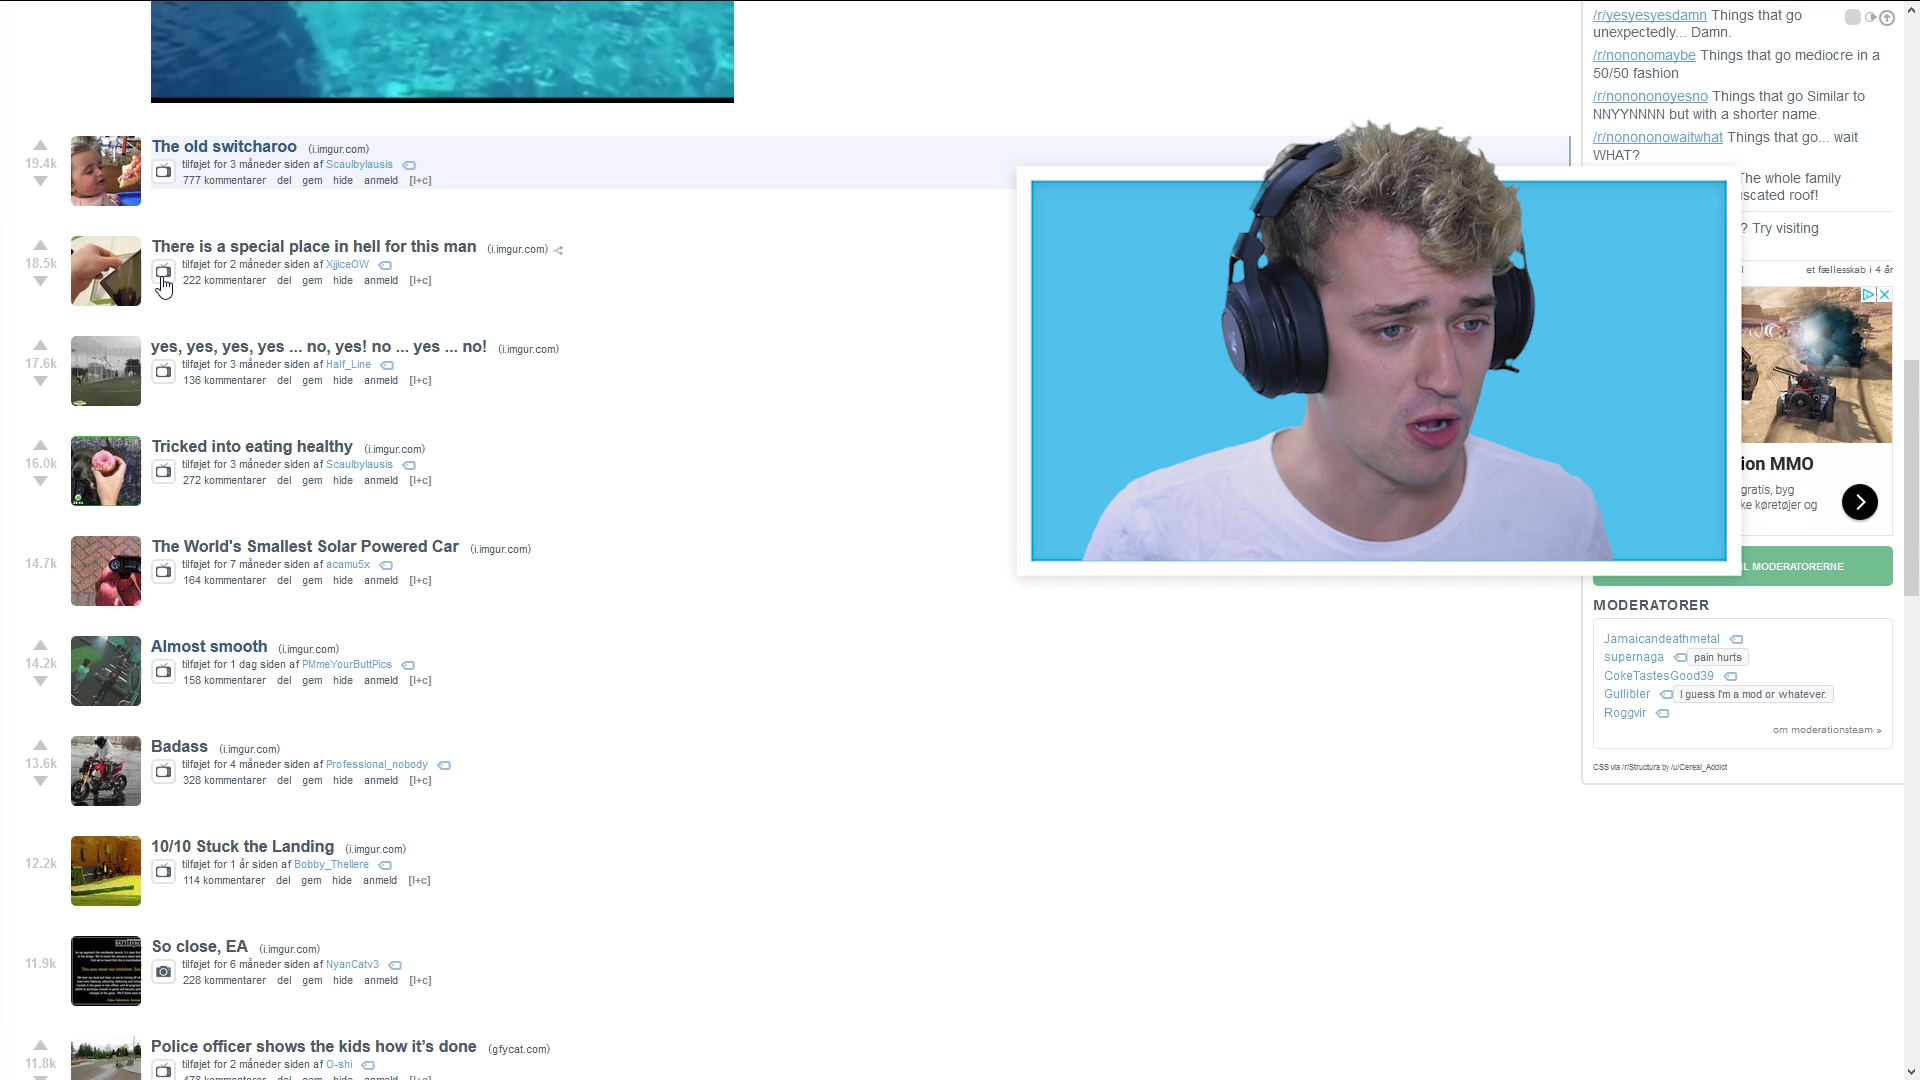 The old switcharoo (i.imgur.com)
tilføjet for 3 måneder siden af Scaulbylausis
777 kommentarer del gem hide anmeld [l+c]
19.4k
There is a special place in hell for this man (i.imgur.com)
tilføjet for 2 måneder siden af XjjiceOW
222 kommentarer del gem hide anmeld [l+c]
18.5k
yes, yes, yes, yes ... no, yes! no ... yes ... no! (i.imgur.com)
tilføjet for 3 måneder siden af Half_Line
136 kommentarer del gem hide anmeld [l+c]
17.6k
Tricked into eating healthy (i.imgur.com)
tilføjet for 3 måneder siden af Scaulbylausis
272 kommentarer del gem hide anmeld [l+c]
16.0k
The World's Smallest Solar Powered Car (i.imgur.com)
tilføjet for 7 måneder siden af acamu5x
164 kommentarer del gem hide anmeld [l+c]
14.7k
Almost smooth (i.imgur.com)
tilføjet for 1 dag siden af PMmeYourButtPics
158 kommentarer del gem hide anmeld [l+c]
14.2k
Badass (i.imgur.com)
tilføjet for 4 måneder siden af Professional_nobody
328 kommentarer del gem hide anmeld [l+c]
13.6k
10/10 Stuck the Landing (i.imgur.com)
tilføjet for 1 år siden af Bobby_Thellere
114 kommentarer del gem hide anmeld [l+c]
12.2k
So close, EA (i.imgur.com)
tilføjet for 6 måneder siden af NyanCatv3
228 kommentarer del gem hide anmeld [l+c]
11.9k
Police officer shows the kids how it’s done (gfycat.com)
tilføjet for 2 måneder siden af O-shi
478 kommentarer del gem hide anmeld [l+c]
11.8k
/r/yesyesyesdamn Things that go
unexpectedly... Damn.
/r/nononomaybe Things that go mediocre in a
50/50 fashion
/r/nonononoyesno Things that go Similar to
NNYYNNNN but with a shorter name.
/r/nonononowaitwhat Things that go... wait
WHAT?
The whole family
uscated roof!
? Try visiting
et fællesskab i 4 år
ion MMO
gratis, byg
ke køretøjer og
L MODERATORERNE
MODERATORER
Jamaicandeathmetal
supernaga pain hurts
CokeTastesGood39
Gullibler I guess I'm a mod or whatever.
Roggvir
om moderationsteam »
CSS via /r/Structura by /u/Cereal_Addict